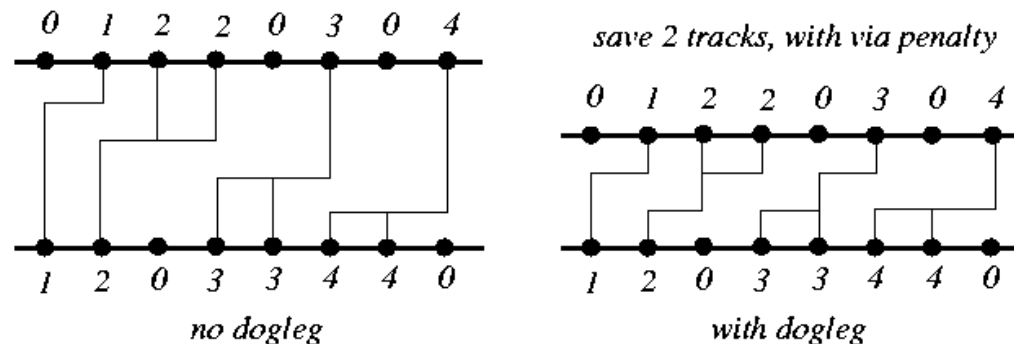 0 1 2 2 0 3 0 4
1 2 0 3 3 4 4 0
no dogleg
save 2 tracks, with via penalty
0 1 2 2 0 3 0 4
1 2 0 3 3 4 4 0
with dogleg